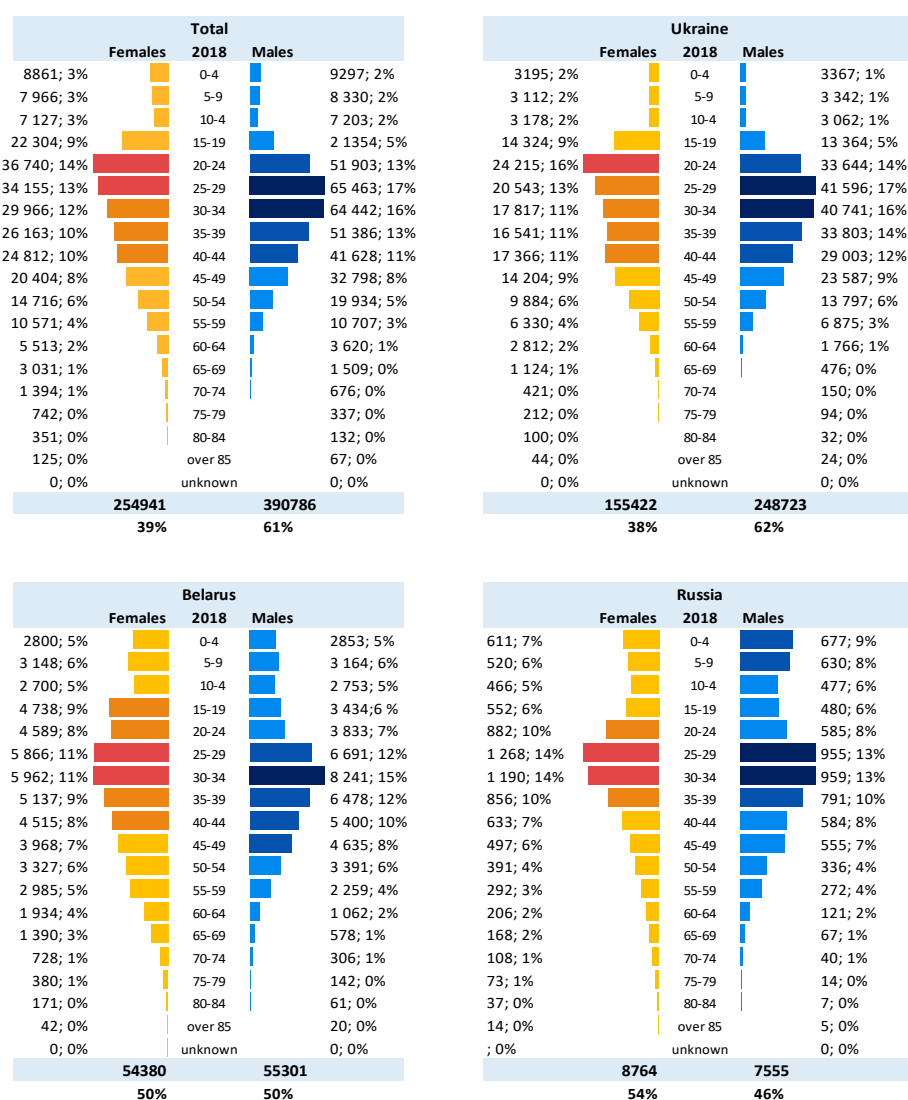 Total
Females 2018 Males
8861; 3% 0-4 9297; 2%
7 966; 3% 5-9 8 330; 2%
7 127; 3% 10-4 7 203; 2%
22 304; 9% 15-19 2 1354; 5%
36 740; 14% 20-24 51 903; 13%
34 155; 13% 25-29 65 463; 17%
29 966; 12% 30-34 64 442; 16%
26 163; 10% 35-39 51 386; 13%
24 812; 10% 40-44 41 628; 11%
20 404; 8% 45-49 32 798; 8%
14 716; 6% 50-54 19 934; 5%
10 571; 4% 55-59 10 707; 3%
5 513; 2% 60-64 3 620; 1%
3 031; 1% 65-69 1 509; 0%
1 394; 1% 70-74 676; 0%
742; 0% 75-79 337; 0%
351; 0% 80-84 132; 0%
125; 0% over 85 67; 0%
0; 0% unknown 0; 0%
254941 390786
39% 61%
Ukraine
Females 2018 Males
3195; 2% 0-4 3367; 1%
3 112; 2% 5-9 3 342; 1%
3 178; 2% 10-4 3 062; 1%
14 324; 9% 15-19 13 364; 5%
24 215; 16% 20-24 33 644; 14%
20 543; 13% 25-29 41 596; 17%
17 817; 11% 30-34 40 741; 16%
16 541; 11% 35-39 33 803; 14%
17 366; 11% 40-44 29 003; 12%
14 204; 9% 45-49 23 587; 9%
9 884; 6% 50-54 13 797; 6%
6 330; 4% 55-59 6 875; 3%
2 812; 2% 60-64 1 766; 1%
1 124; 1% 65-69 476; 0%
421; 0% 70-74 150; 0%
212; 0% 75-79 94; 0%
100; 0% 80-84 32; 0%
44; 0% over 85 24; 0%
0; 0% unknown 0; 0%
155422 248723
38% 62%
Belarus
Females 2018 Males
2800; 5% 0-4 2853; 5%
3 148; 6% 5-9 3 164; 6%
2 700; 5% 10-4 2 753; 5%
4 738; 9% 15-19 3 434;6 %
4 589; 8% 20-24 3 833; 7%
5 866; 11% 25-29 6 691; 12%
5 962; 11% 30-34 8 241; 15%
5 137; 9% 35-39 6 478; 12%
4 515; 8% 40-44 5 400; 10%
3 968; 7% 45-49 4 635; 8%
3 327; 6% 50-54 3 391; 6%
2 985; 5% 55-59 2 259; 4%
1 934; 4% 60-64 1 062; 2%
1 390; 3% 65-69 578; 1%
728; 1% 70-74 306; 1%
380; 1% 75-79 142; 0%
171; 0% 80-84 61; 0%
42; 0% over 85 20; 0%
0; 0% unknown 0; 0%
54380 55301
50% 50%
Russia
Females 2018 Males
611; 7% 0-4 677; 9%
520; 6% 5-9 630; 8%
466; 5% 10-4 477; 6%
552; 6% 15-19 480; 6%
882; 10% 20-24 585; 8%
1 268; 14% 25-29 955; 13%
1 190; 14% 30-34 959; 13%
856; 10% 35-39 791; 10%
633; 7% 40-44 584; 8%
497; 6% 45-49 555; 7%
391; 4% 50-54 336; 4%
292; 3% 55-59 272; 4%
206; 2% 60-64 121; 2%
168; 2% 65-69 67; 1%
108; 1% 70-74 40; 1%
73; 1% 75-79 14; 0%
37; 0% 80-84 7; 0%
14; 0% over 85 5; 0%
; 0% unknown 0; 0%
8764 7555
54% 46%